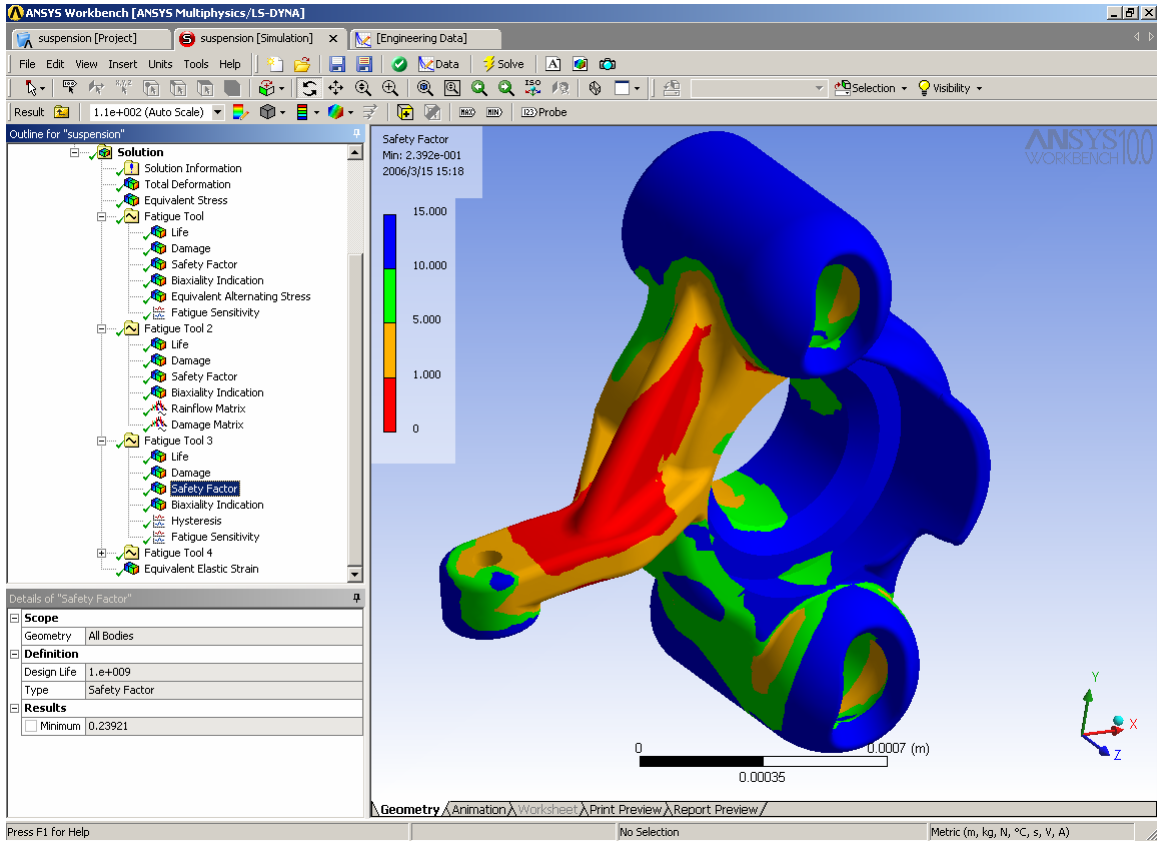 ANSYS Workbench [ANSYS Multiphysics/LS-DYNA]
suspension [Project]
suspension [Simulation]
[Engineering Data]
File Edit View Insert Units Tools Help
Data
Solve
A
ISO
Selection
Visibility
Result
1.1e+002 (Auto Scale)
MAX
MIN
Probe
Outline for "suspension"
Solution
Solution Information
Total Deformation
Equivalent Stress
Fatigue Tool
Life
Damage
Safety Factor
Biaxiality Indication
Equivalent Alternating Stress
Fatigue Sensitivity
Fatigue Tool 2
Life
Damage
Safety Factor
Biaxiality Indication
Rainflow Matrix
Damage Matrix
Fatigue Tool 3
Life
Damage
Safety Factor
Biaxiality Indication
Hysteresis
Fatigue Sensitivity
Fatigue Tool 4
Equivalent Elastic Strain
Details of "Safety Factor"
Scope
Geometry All Bodies
Definition
Design Life 1.e+009
Type Safety Factor
Results
Minimum 0.23921
Safety Factor
Min: 2.392e-001
2006/3/15 15:18
15.000
10.000
5.000
1.000
0
ANSYS 10.0
WORKBENCH
Y
X
Z
0
0.0007 (m)
0.00035
Geometry Animation Worksheet Print Preview Report Preview
Press F1 for Help
No Selection
Metric (m, kg, N, °C, s, V, A)